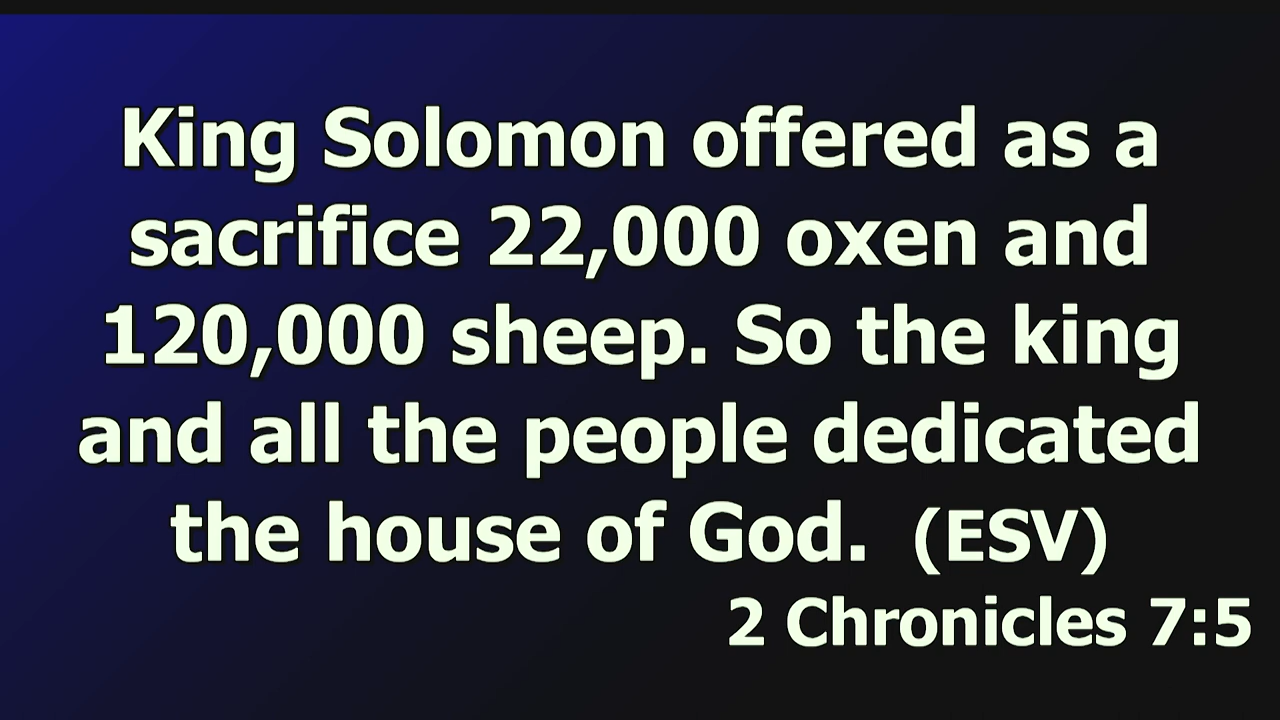 King Solomon offered as a
sacrifice 22,000 oxen and
120,000 sheep. So the king
and all the people dedicated
the house of God. (ESV)
2 Chronicles 7:5